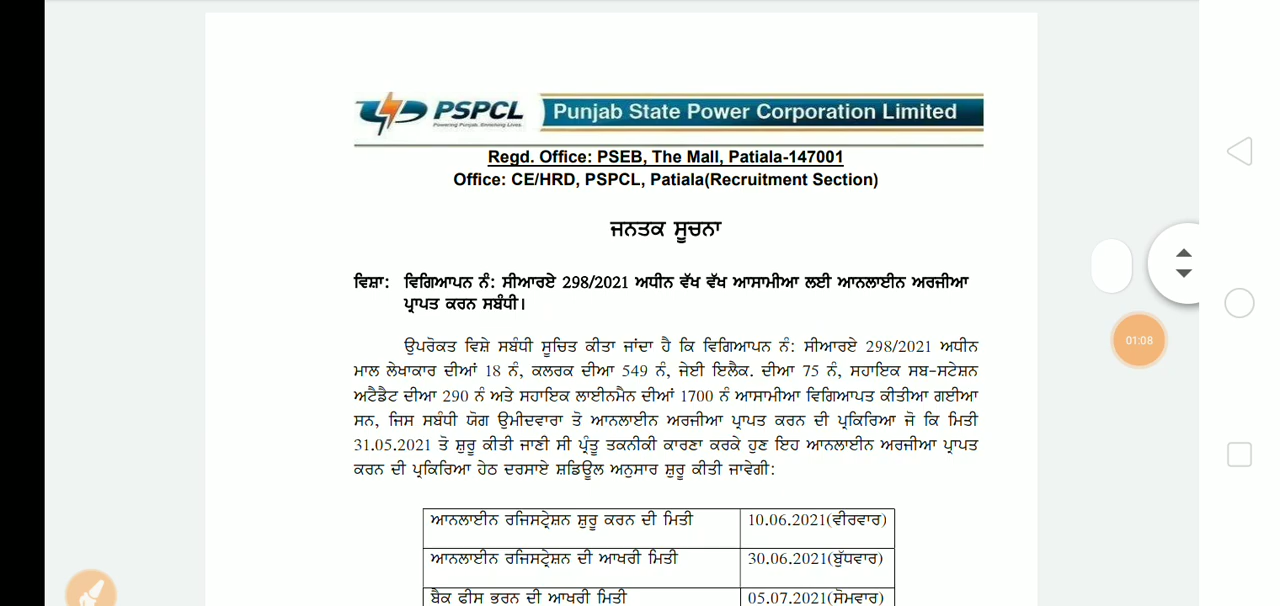 PSPCL
Powering Punjab. Enriching Lives.
Punjab State Power Corporation Limited
Regd. Office: PSEB, The Mall, Patiala-147001
Office: CE/HRD, PSPCL, Patiala(Recruitment Section)
ਜਨਤਕ ਸੂਚਨਾ
ਵਿਸ਼ਾ: ਵਿਗਿਆਪਨ ਨੰ: ਸੀਆਰਏ 298/2021 ਅਧੀਨ ਵੱਖ ਵੱਖ ਆਸਾਮੀਆ ਲਈ ਆਨਲਾਈਨ ਅਰਜੀਆ
ਪ੍ਰਾਪਤ ਕਰਨ ਸਬੰਧੀ।
ਉਪਰੋਕਤ ਵਿਸ਼ੇ ਸਬੰਧੀ ਸੂਚਿਤ ਕੀਤਾ ਜਾਂਦਾ ਹੈ ਕਿ ਵਿਗਿਆਪਨ ਨੰ: ਸੀਆਰਏ 298/2021 ਅਧੀਨ
ਮਾਲ ਲੇਖਾਕਾਰ ਦੀਆਂ 18 ਨੰ, ਕਲਰਕ ਦੀਆ 549 ਨੰ, ਜੇਈ ਇਲੈਕ. ਦੀਆ 75 ਨੰ, ਸਹਾਇਕ ਸਬ-ਸਟੇਸ਼ਨ
ਅਟੈਡੈਟ ਦੀਆ 290 ਨੰ ਅਤੇ ਸਹਾਇਕ ਲਾਈਨਮੈਨ ਦੀਆਂ 1700 ਨੰ ਆਸਾਮੀਆ ਵਿਗਿਆਪਤ ਕੀਤੀਆ ਗਈਆ
ਸਨ, ਜਿਸ ਸਬੰਧੀ ਯੋਗ ਉਮੀਦਵਾਰਾ ਤੋ ਆਨਲਾਈਨ ਅਰਜੀਆ ਪ੍ਰਾਪਤ ਕਰਨ ਦੀ ਪ੍ਰਕਿਰਿਆ ਜੋ ਕਿ ਮਿਤੀ
31.05.2021 ਤੋ ਸ਼ੁਰੂ ਕੀਤੀ ਜਾਣੀ ਸੀ ਪ੍ਰੰਤੂ ਤਕਨੀਕੀ ਕਾਰਣਾ ਕਰਕੇ ਹੁਣ ਇਹ ਆਨਲਾਈਨ ਅਰਜੀਆ ਪ੍ਰਾਪਤ
ਕਰਨ ਦੀ ਪ੍ਰਕਿਰਿਆ ਹੇਠ ਦਰਸਾਏ ਸ਼ਡਿਊਲ ਅਨੁਸਾਰ ਸ਼ੁਰੂ ਕੀਤੀ ਜਾਵੇਗੀ:
ਆਨਲਾਈਨ ਰਜਿਸਟ੍ਰੇਸ਼ਨ ਸ਼ੁਰੂ ਕਰਨ ਦੀ ਮਿਤੀ 10.06.2021(ਵੀਰਵਾਰ)
ਆਨਲਾਈਨ ਰਜਿਸਟ੍ਰੇਸ਼ਨ ਦੀ ਆਖਰੀ ਮਿਤੀ 30.06.2021(ਬੁੱਧਵਾਰ)
ਬੈਕ ਫੀਸ ਭਰਨ ਦੀ ਆਖਰੀ ਮਿਤੀ 05.07.2021(ਸੋਮਵਾਰ)
01:08